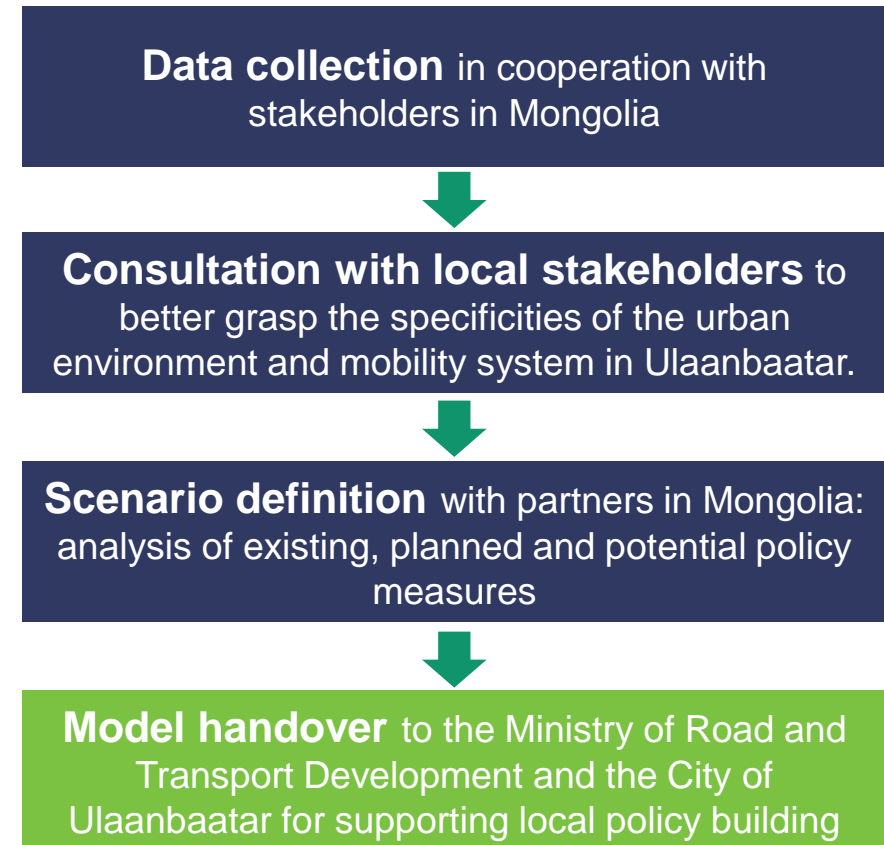 Data collection in cooperation with
stakeholders in Mongolia
Consultation with local stakeholders to
better grasp the specificities of the urban
environment and mobility system in Ulaanbaatar.
Scenario definition with partners in Mongolia:
analysis of existing, planned and potential policy
measures
Model handover to the Ministry of Road and
Transport Development and the City of
Ulaanbaatar for supporting local policy building